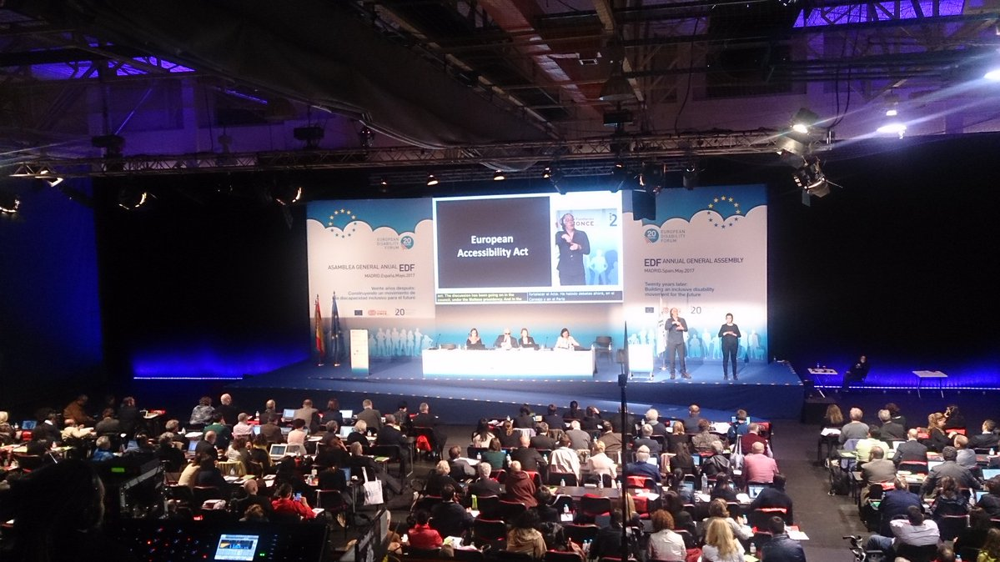 EUROPEAN
DISABILITY
FORUM
20
ASAMBLEA GENERAL ANUAL EDF
MADRID.España.Mayo.2017
Veinte años después:
Construyendo un movimiento de
discapacidad inclusivo para el futuro
ONCE
20
European
Accessibility Act
ONCE
2
ent. The discussion has been going on in the
council, under the Maltese presidency. And in the
fortalecer el Acta. Ha habido debates ahora, en el
Consejo y en el Parla
20
EUROPEAN
DISABILITY
FORUM
EDF ANNUAL GENERAL ASSEMBLY
MADRID.Spain.May.2017
Twenty years later:
Building an inclusive disability
movement for the future
20